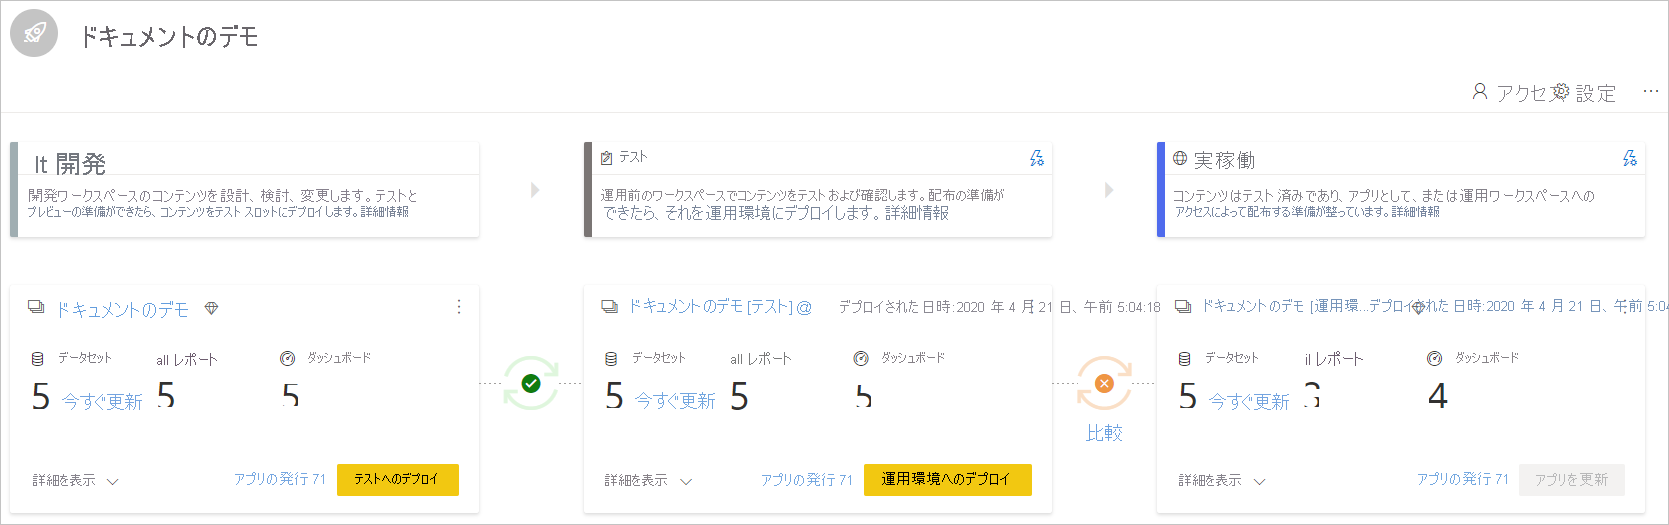 ドキュメントのデモ
アクセス 設定
It 開発
開発ワークスペースのコンテンツを設計、検討、変更します。テストと
プレビューの準備ができたら、コンテンツをテスト スロットにデプロイします。詳細情報
テスト
運用前のワークスペースでコンテンツをテストおよび確認します。配布の準備が
できたら、それを運用環境にデプロイします。詳細情報
実稼働
コンテンツはテスト済みであり、アプリとして、または運用ワークスペースへの
アクセスによって配布する準備が整っています。詳細情報
ドキュメントのデモ
データセット all レポート ダッシュボード
5 今すぐ更新 5 5
詳細を表示 アプリの発行 71 テストへのデプロイ
ドキュメントのデモ [テスト] @ デプロイされた日時:2020 年 4 月 21 日、午前 5:04:18
データセット all レポート ダッシュボード
5 今すぐ更新 5 5
詳細を表示 アプリの発行 71 運用環境へのデプロイ
比較
ドキュメントのデモ [運用環...デプロイされた日時:2020 年 4 月 21 日、午前 5:04
データセット il レポート ダッシュボード
5 今すぐ更新 3 4
詳細を表示 アプリの発行 71 アプリを更新